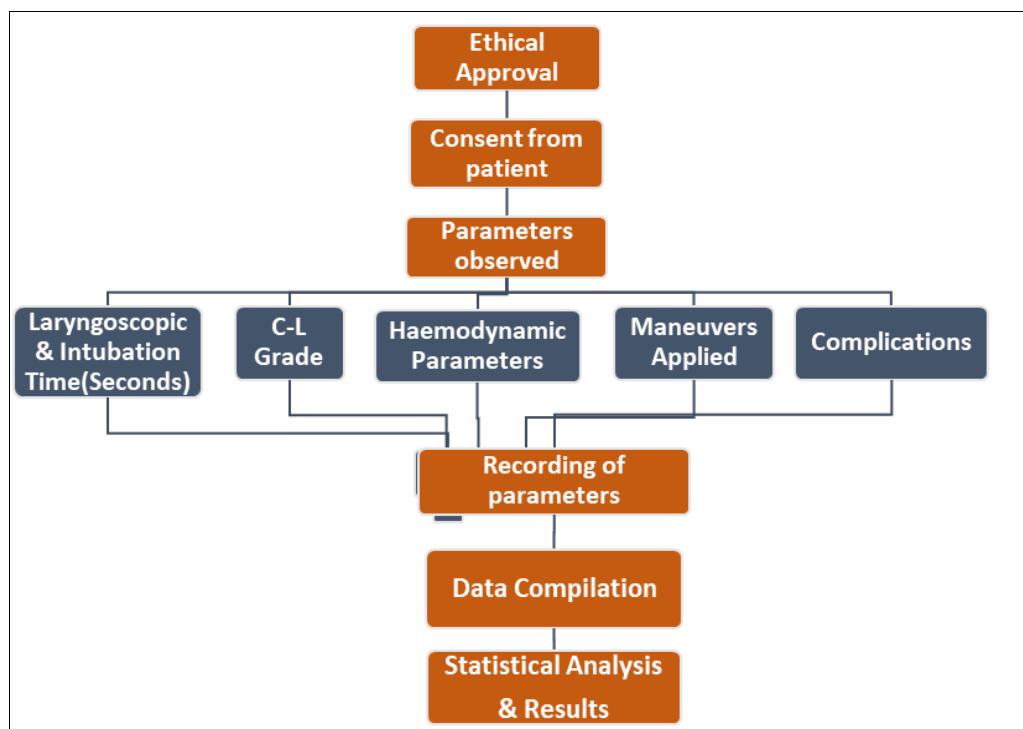 Ethical
Approval
Consent from
patient
Parameters
observed
Laryngoscopic
& Intubation
Time(Seconds)
C-L
Grade
Haemodynamic
Parameters
Maneuvers
Applied
Complications
Recording of
parameters
Data Compilation
Statistical Analysis
& Results